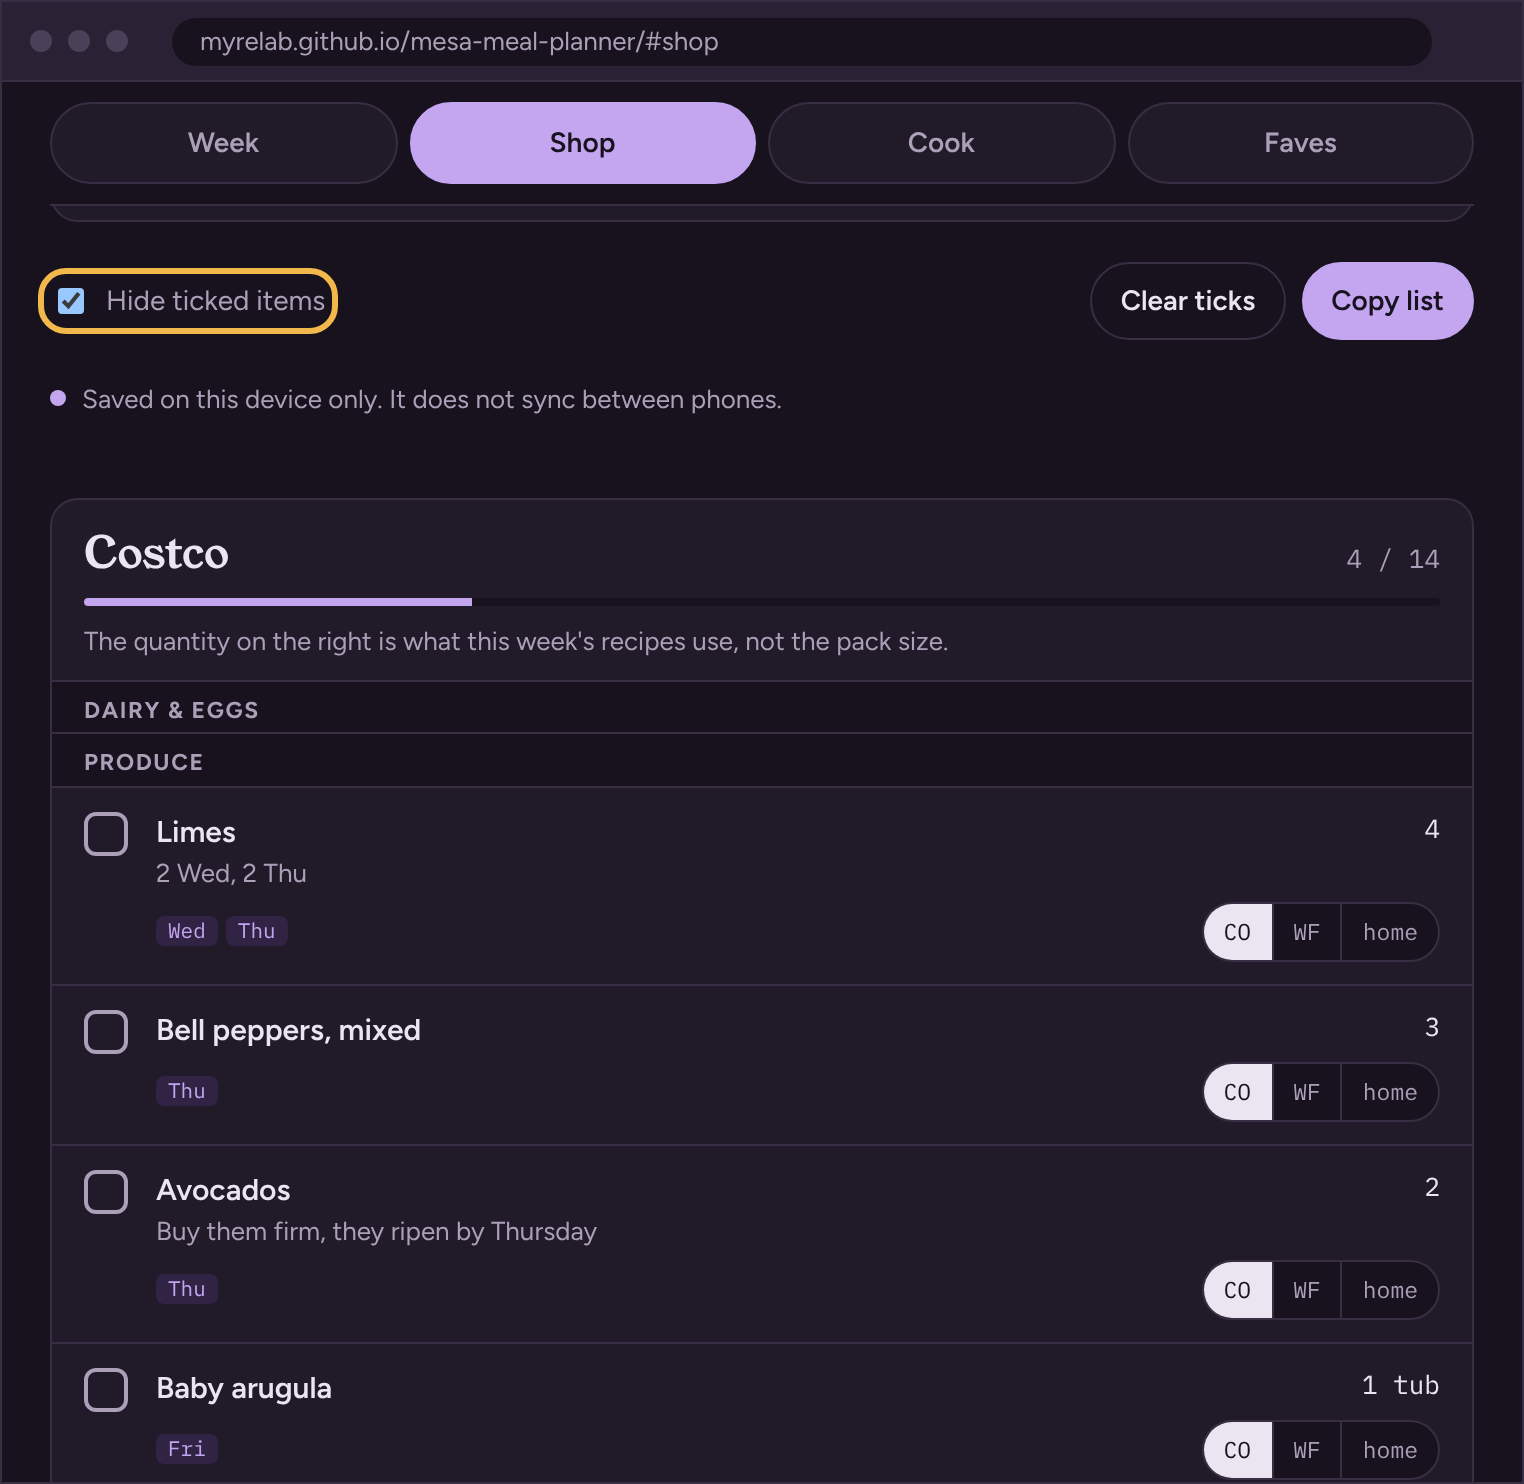 myrelab.github.io/mesa-meal-planner/#shop
Week
Shop
Cook
Faves
Hide ticked items
Clear ticks
Copy list
Saved on this device only. It does not sync between phones.
Costco
4 / 14
The quantity on the right is what this week's recipes use, not the pack size.
DAIRY & EGGS
PRODUCE
Limes
4
2 Wed, 2 Thu
Wed
Thu
CO
WF
home
Bell peppers, mixed
3
Thu
CO
WF
home
Avocados
2
Buy them firm, they ripen by Thursday
Thu
CO
WF
home
Baby arugula
1 tub
Fri
CO
WF
home